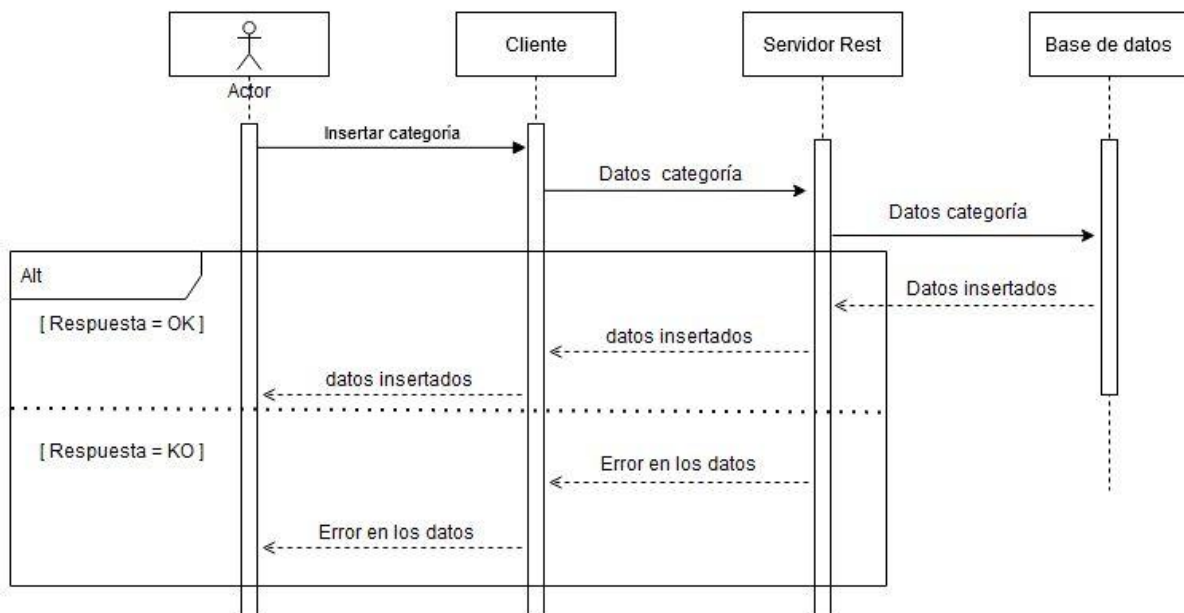 Actor
Cliente
Servidor Rest
Base de datos
Insertar categoría
Datos categoría
Datos categoría
Alt
Datos insertados
[ Respuesta = OK ]
datos insertados
datos insertados
[ Respuesta = KO ]
Error en los datos
Error en los datos